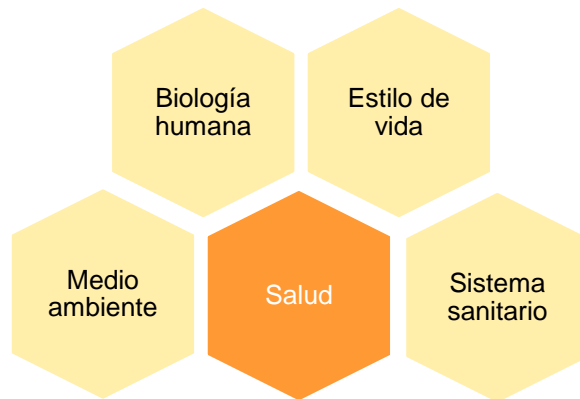 Biología
humana
Estilo de
vida
Medio
ambiente
Salud
Sistema
sanitario